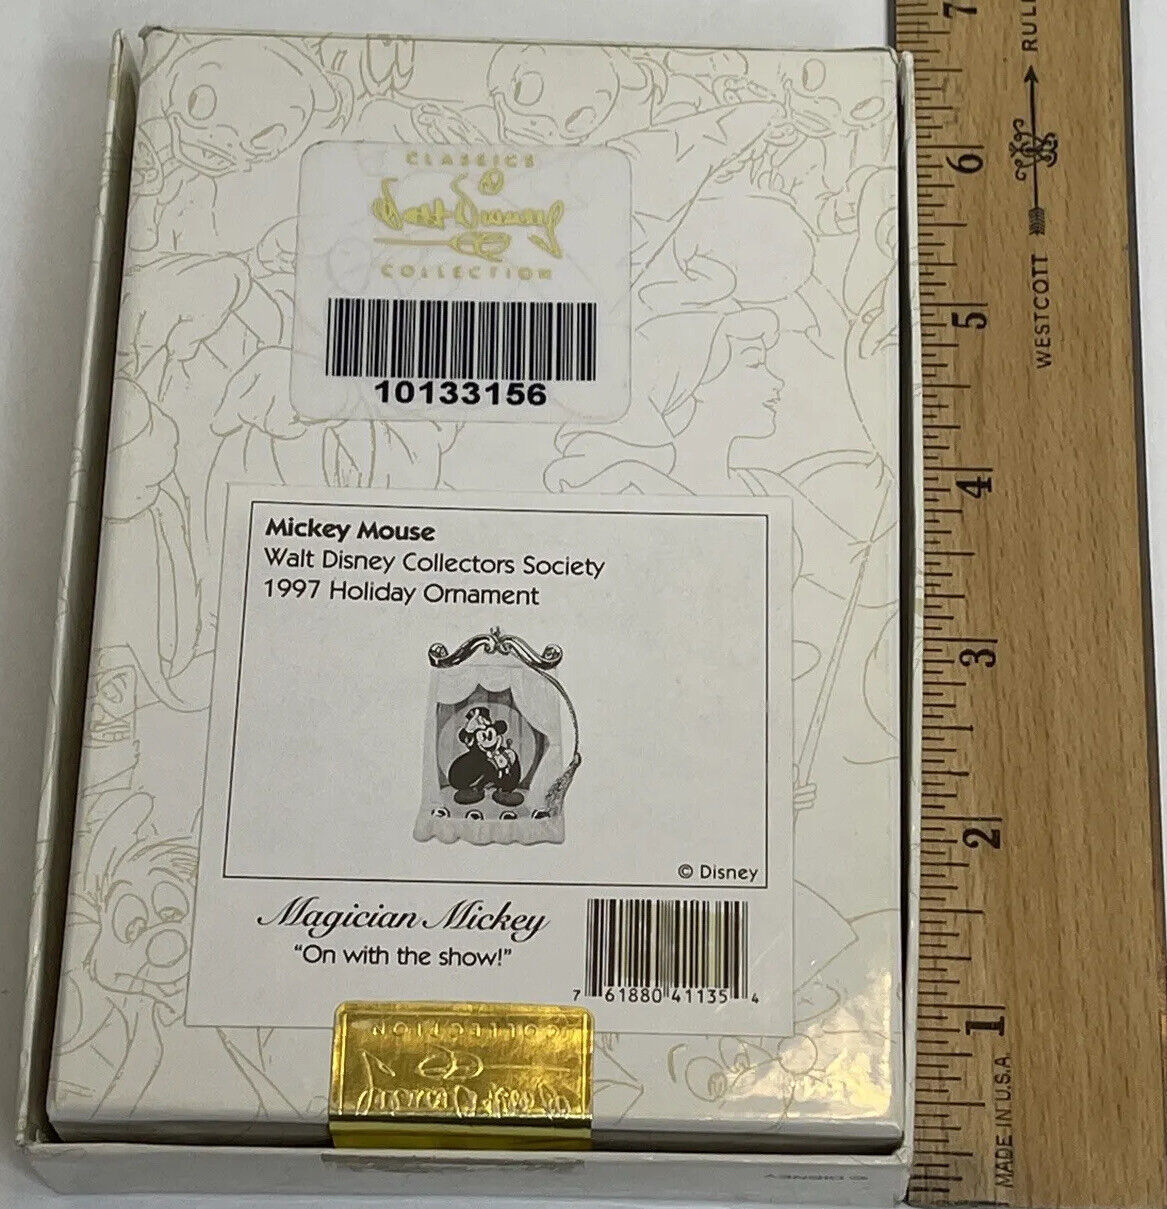 CLASSICS
Walt Disney
COLLECTION
10133156
Mickey Mouse
Walt Disney Collectors Society
1997 Holiday Ornament
© Disney
Magician Mickey
"On with the show!"
7 61880 41135 4
COLLECTION
Walt Disney
© DISNEY
7
6
5
4
3
2
1
WESTCOTT
MADE IN U.S.A.